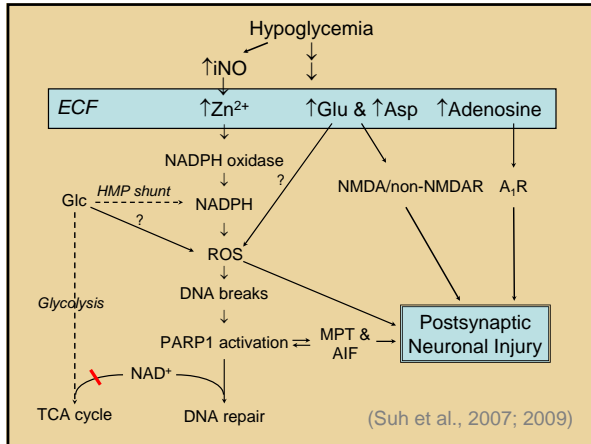 Hypoglycemia
↑iNO
ECF
↑Zn²⁺
↑Glu & ↑Asp
↑Adenosine
NADPH oxidase
NMDA/non-NMDAR
A₁R
?
Glc
HMP shunt
NADPH
?
ROS
Glycolysis
DNA breaks
Postsynaptic
Neuronal Injury
PARP1 activation
MPT &
AIF
NAD⁺
TCA cycle
DNA repair
(Suh et al., 2007; 2009)